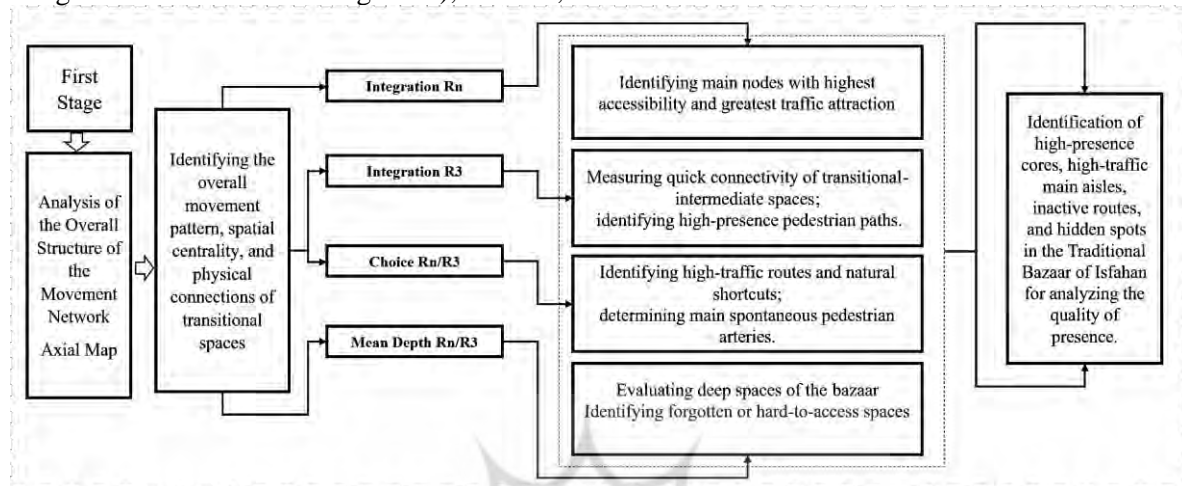 First
Stage
Analysis of
the Overall
Structure of
the
Movement
Network
Axial Map
Identifying the
overall
movement
pattern, spatial
centrality, and
physical
connections of
transitional
spaces
Integration Rn
Integration R3
Choice Rn/R3
Mean Depth Rn/R3
Identifying main nodes with highest
accessibility and greatest traffic attraction
Measuring quick connectivity of transitional-
intermediate spaces;
identifying high-presence pedestrian paths.
Identifying high-traffic routes and natural
shortcuts;
determining main spontaneous pedestrian
arteries.
Evaluating deep spaces of the bazaar
Identifying forgotten or hard-to-access spaces
Identification of
high-presence
cores, high-traffic
main aisles,
inactive routes,
and hidden spots
in the Traditional
Bazaar of Isfahan
for analyzing the
quality of
presence.